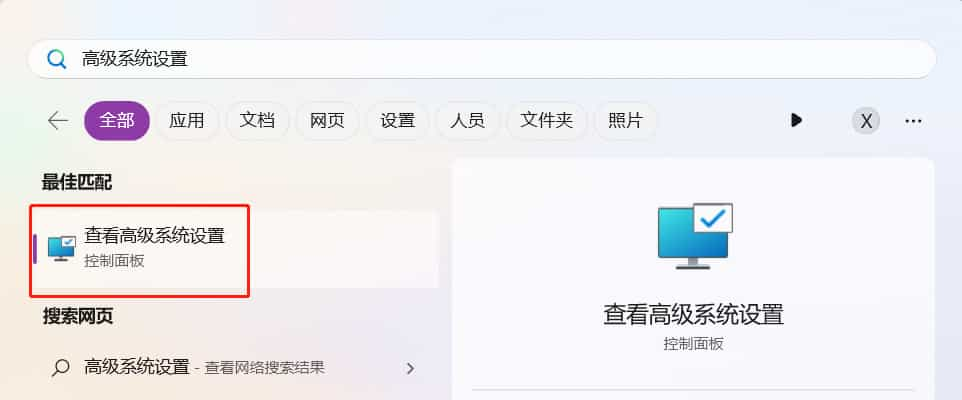 高级系统设置
全部 应用 文档 网页 设置 人员 文件夹 照片 X
最佳匹配
查看高级系统设置
控制面板
搜索网页
高级系统设置 - 查看网络搜索结果
查看高级系统设置
控制面板